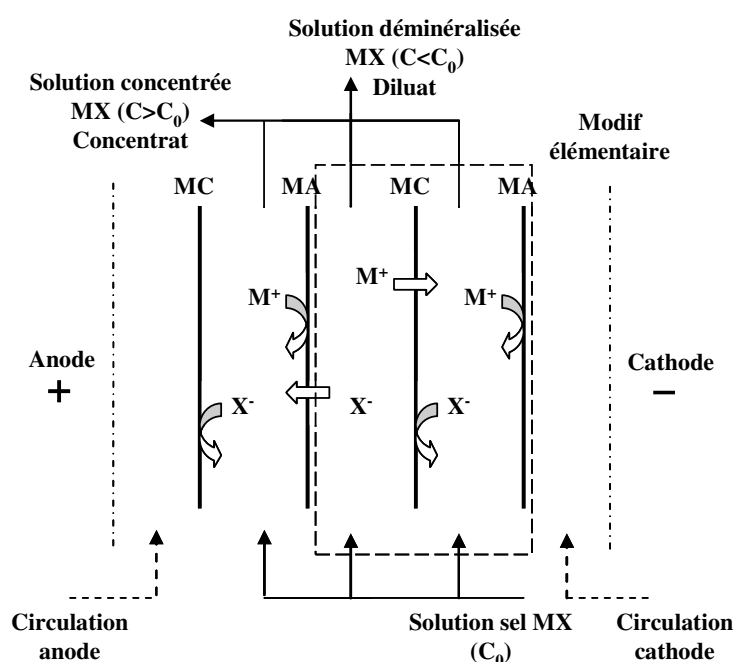 Solution déminéralisée
MX (C<C₀)
Diluat
Solution concentrée
MX (C>C₀)
Concentrat
Modif
élémentaire
MC
MA
MC
MA
M⁺
M⁺
M⁺
Anode
+
Cathode
−
X⁻
X⁻
X⁻
Circulation
anode
Solution sel MX
(C₀)
Circulation
cathode